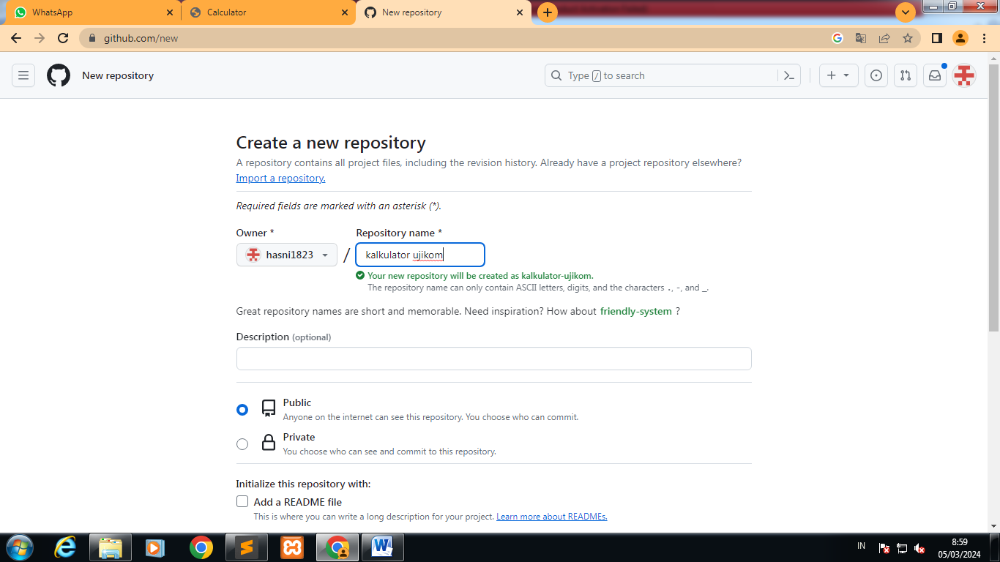 WhatsApp
Calculator
New repository
github.com/new
New repository
Type / to search
Create a new repository
A repository contains all project files, including the revision history. Already have a project repository elsewhere?
Import a repository.
Required fields are marked with an asterisk (*).
Owner *
Repository name *
hasni1823
/
kalkulator ujikom
Your new repository will be created as kalkulator-ujikom.
The repository name can only contain ASCII letters, digits, and the characters ., -, and _.
Great repository names are short and memorable. Need inspiration? How about friendly-system ?
Description (optional)
Public
Anyone on the internet can see this repository. You choose who can commit.
Private
You choose who can see and commit to this repository.
Initialize this repository with:
Add a README file
This is where you can write a long description for your project. Learn more about READMEs.
IN
8:59
05/03/2024